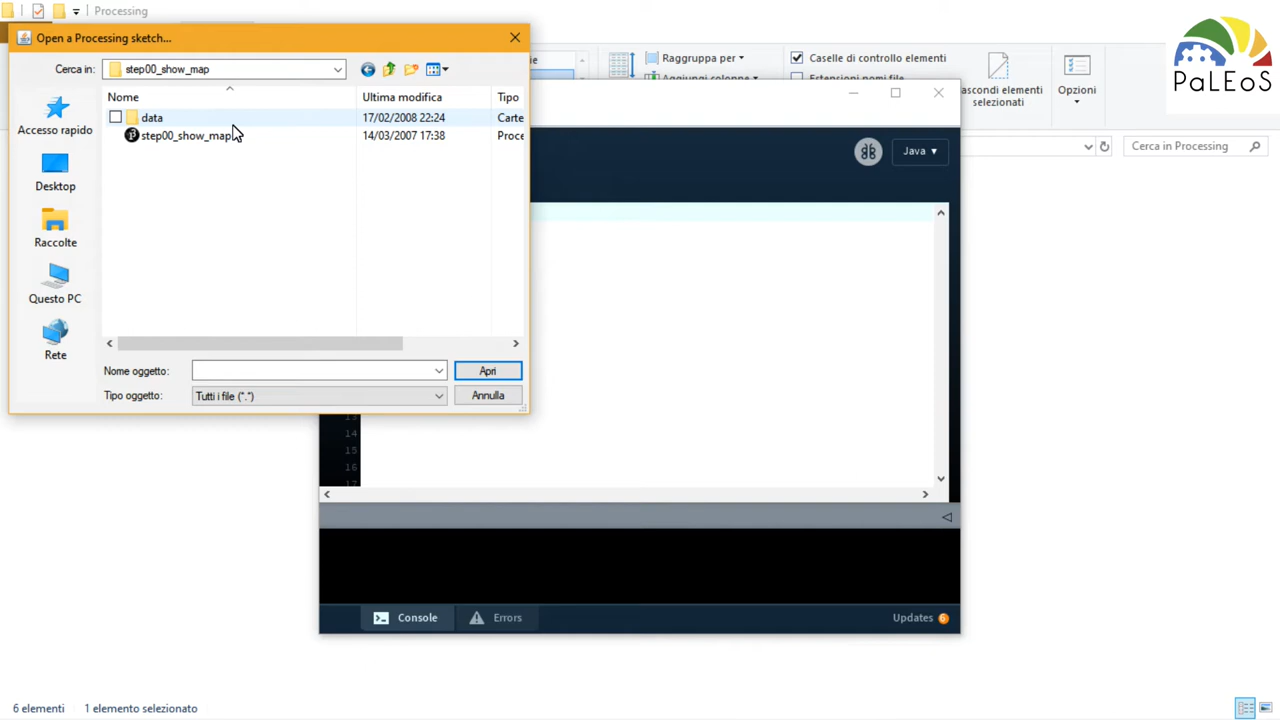 Processing
Open a Processing sketch...
Cerca in: step00_show_map
Nome Ultima modifica Tipo
data 17/02/2008 22:24 Carte
step00_show_map 14/03/2007 17:38 Proce
Accesso rapido
Desktop
Raccolte
Questo PC
Rete
Nome oggetto: Apri
Tipo oggetto: Tutti i file (*.*) Annulla
Raggruppa per
Caselle di controllo elementi
Opzioni
elementi
selezionati
Cerca in Processing
Java ▾
14
15
16
Console
Errors
Updates 6
6 elementi 1 elemento selezionato
PaLEoS